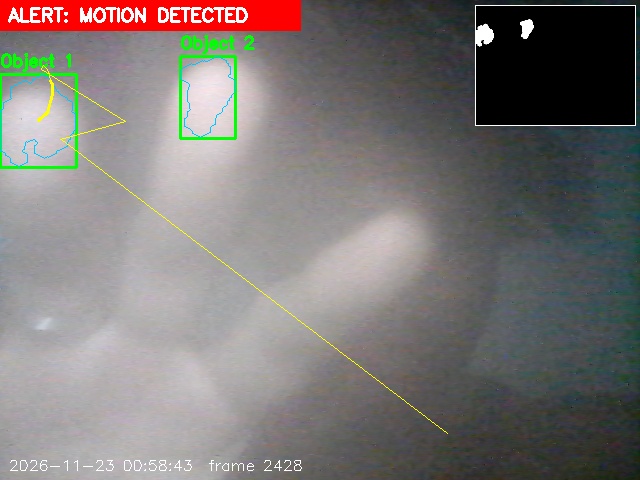 ALERT: MOTION DETECTED
Object 2
Object 1
2026-11-23 00:58:43 frame 2428